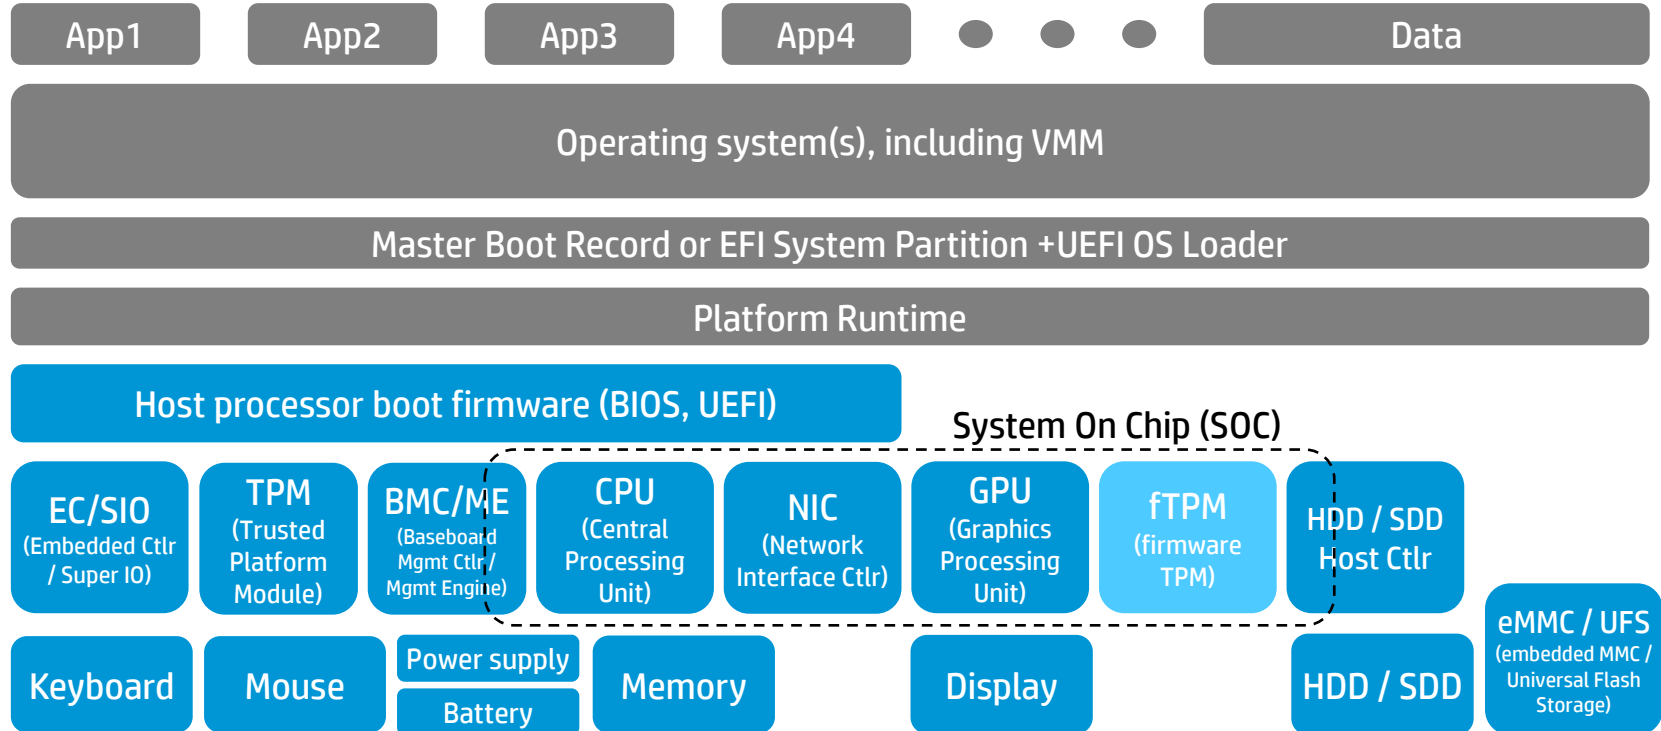 App1
App2
App3
App4
Data
Operating system(s), including VMM
Master Boot Record or EFI System Partition +UEFI OS Loader
Platform Runtime
Host processor boot firmware (BIOS, UEFI)
System On Chip (SOC)
EC/SIO
(Embedded Ctlr
/ Super IO)
TPM
(Trusted
Platform
Module)
BMC/ME
(Baseboard
Mgmt Ctlr /
Mgmt Engine)
CPU
(Central
Processing
Unit)
NIC
(Network
Interface Ctlr)
GPU
(Graphics
Processing
Unit)
fTPM
(firmware
TPM)
HDD / SDD
Host Ctlr
eMMC / UFS
(embedded MMC /
Universal Flash
Storage)
Keyboard
Mouse
Power supply
Battery
Memory
Display
HDD / SDD